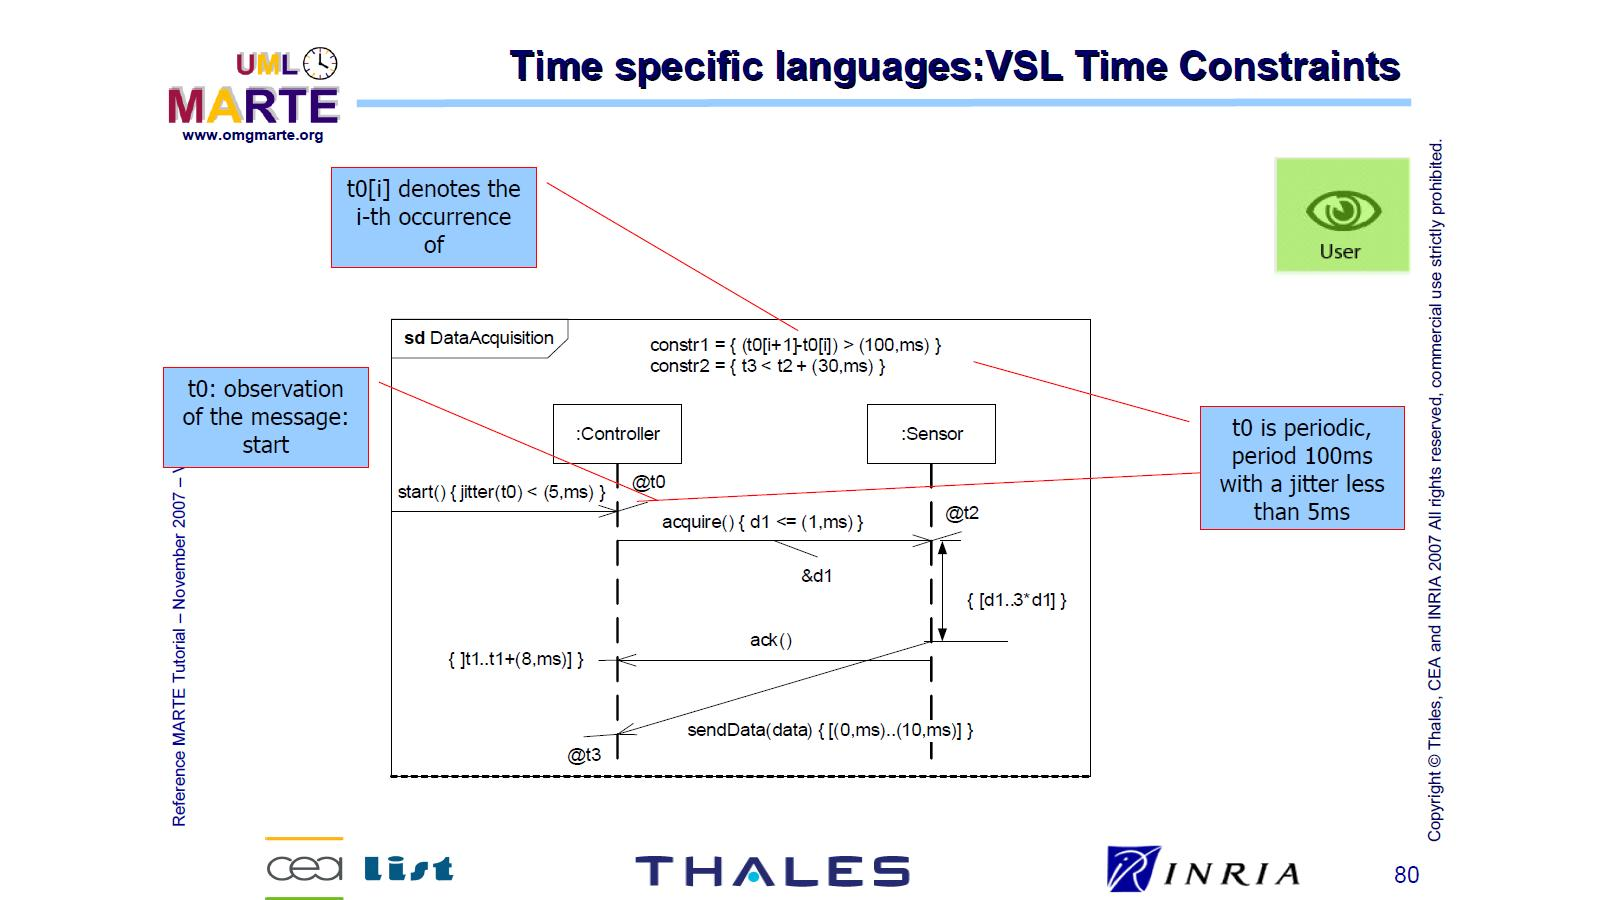 Time specific languages:VSL Time Constraints
UML
MARTE
www.omgmarte.org
t0[i] denotes the
i-th occurrence
of
User
sd DataAcquisition
constr1 = { (t0[i+1]-t0[i]) > (100,ms) }
constr2 = { t3 < t2 + (30,ms) }
t0: observation
of the message:
start
:Controller
:Sensor
t0 is periodic,
period 100ms
with a jitter less
than 5ms
@t0
start() { jitter(t0) < (5,ms) }
acquire() { d1 <= (1,ms) }
@t2
&d1
{ [d1..3*d1] }
ack()
{ ]t1..t1+(8,ms)] }
sendData(data) { [(0,ms)..(10,ms)] }
@t3
Reference MARTE Tutorial – November 2007 –
Copyright © Thales, CEA and INRIA 2007 All rights reserved, commercial use strictly prohibited.
cea list
THALES
INRIA
80